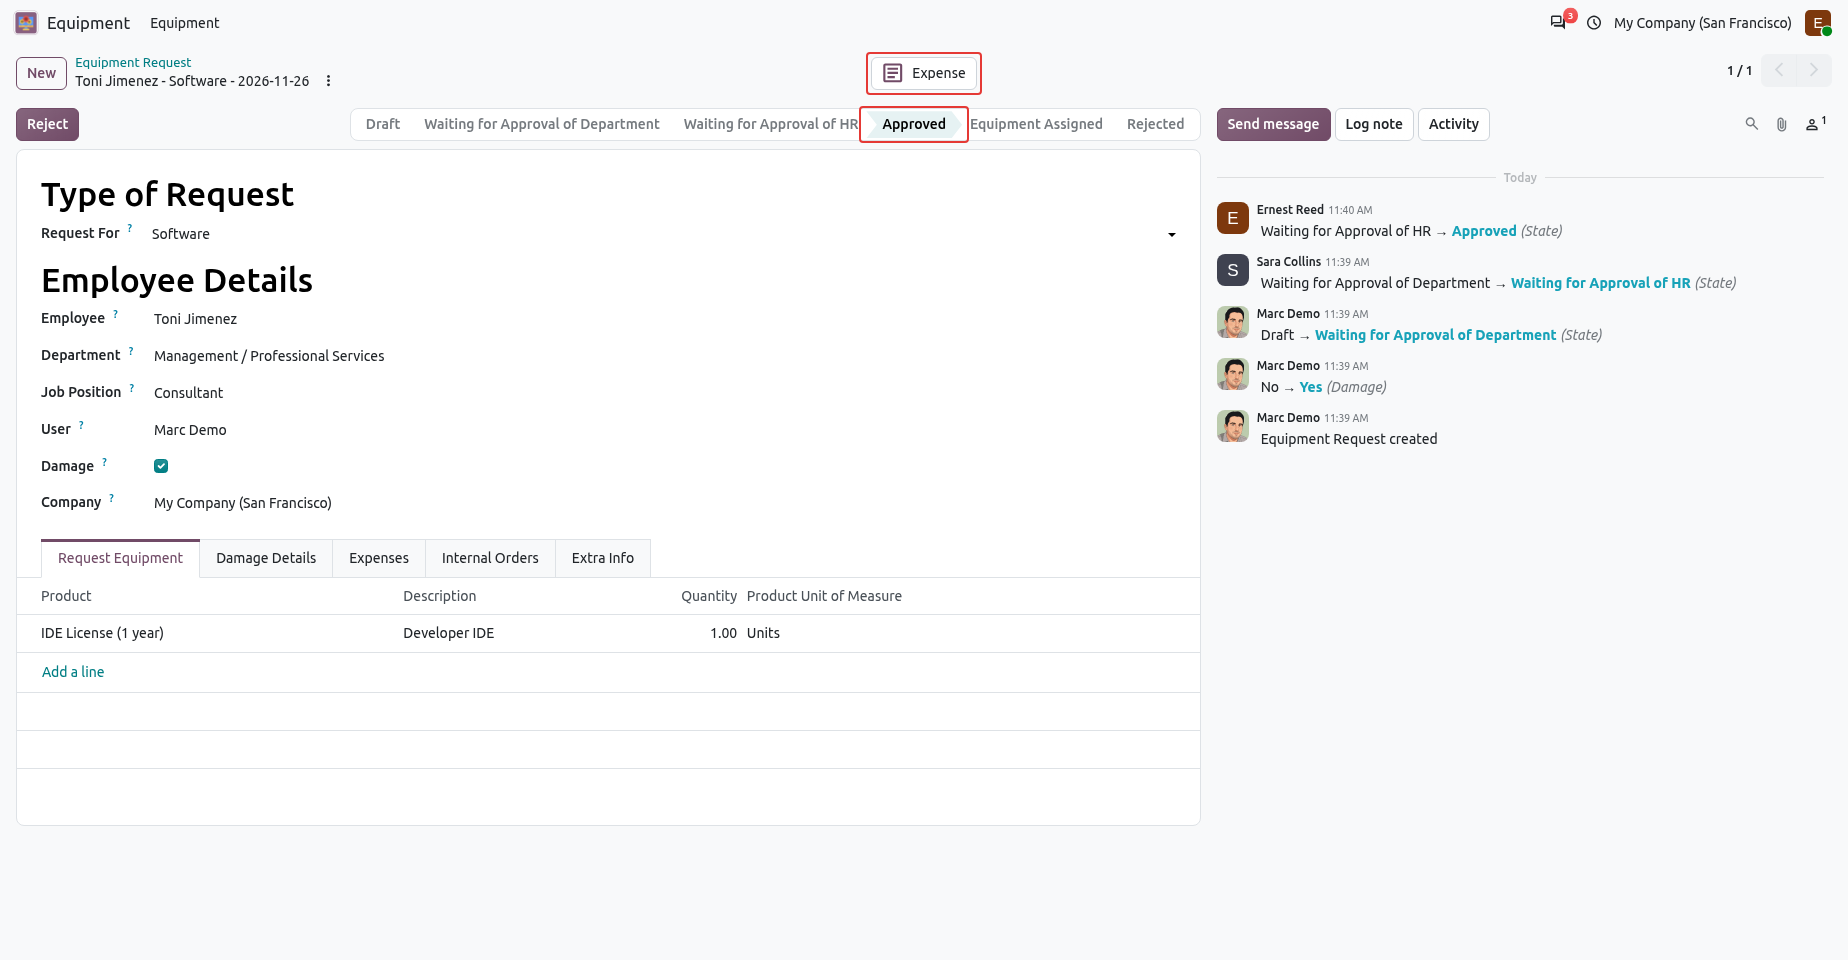 Equipment Equipment 3 My Company (San Francisco) E
New Equipment Request Expense 1 / 1
Toni Jimenez - Software - 2026-11-26
Reject Draft Waiting for Approval of Department Waiting for Approval of HR Approved Equipment Assigned Rejected Send message Log note Activity 1
Type of Request
Request For ? Software
Employee Details
Employee ? Toni Jimenez
Department ? Management / Professional Services
Job Position ? Consultant
User ? Marc Demo
Damage ?
Company ? My Company (San Francisco)
Request Equipment Damage Details Expenses Internal Orders Extra Info
Product Description Quantity Product Unit of Measure
IDE License (1 year) Developer IDE 1.00 Units
Add a line
Today
E Ernest Reed 11:40 AM
Waiting for Approval of HR → Approved (State)
S Sara Collins 11:39 AM
Waiting for Approval of Department → Waiting for Approval of HR (State)
Marc Demo 11:39 AM
Draft → Waiting for Approval of Department (State)
Marc Demo 11:39 AM
No → Yes (Damage)
Marc Demo 11:39 AM
Equipment Request created